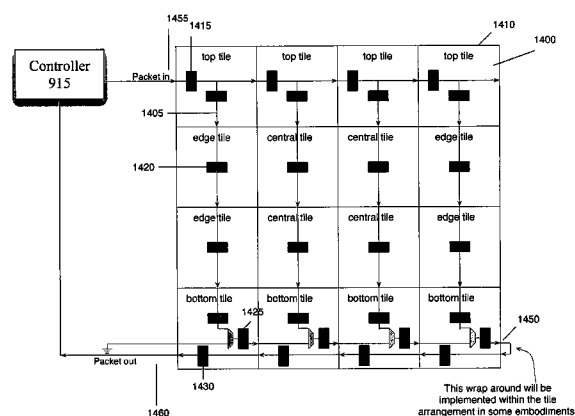 1455
1415
1410
1400
Controller
915
Packet in
top tile
top tile
top tile
top tile
1405
edge tile
central tile
central tile
edge tile
1420
edge tile
central tile
central tile
edge tile
bottom tile
bottom tile
bottom tile
bottom tile
1425
1450
Packet out
1430
1460
This wrap around will be
implemented within the tile
arrangement in some embodiments